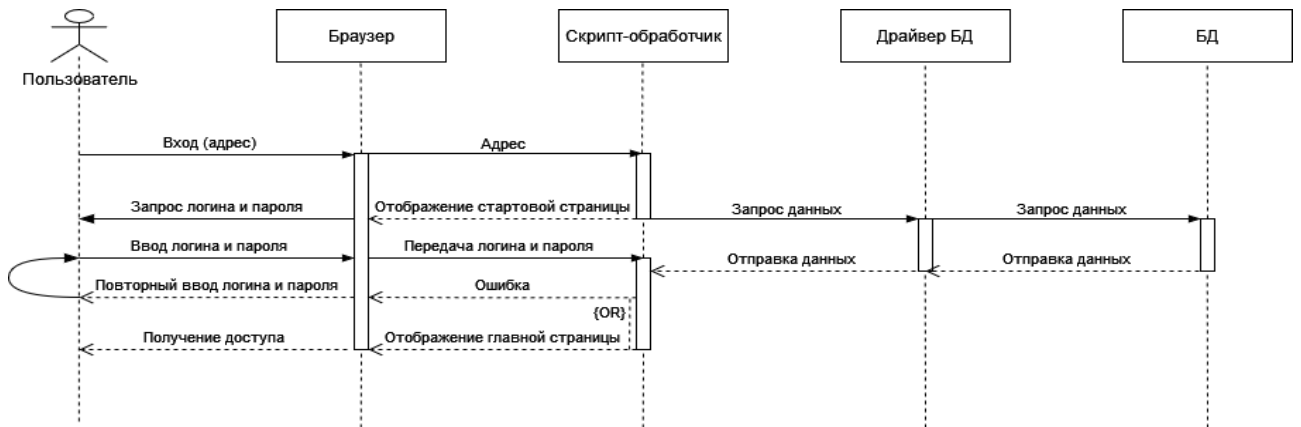 Пользователь
Браузер
Скрипт-обработчик
Драйвер БД
БД
Вход (адрес)
Адрес
Запрос логина и пароля
Отображение стартовой страницы
Запрос данных
Запрос данных
Ввод логина и пароля
Передача логина и пароля
Отправка данных
Отправка данных
Повторный ввод логина и пароля
Ошибка
{OR}
Получение доступа
Отображение главной страницы